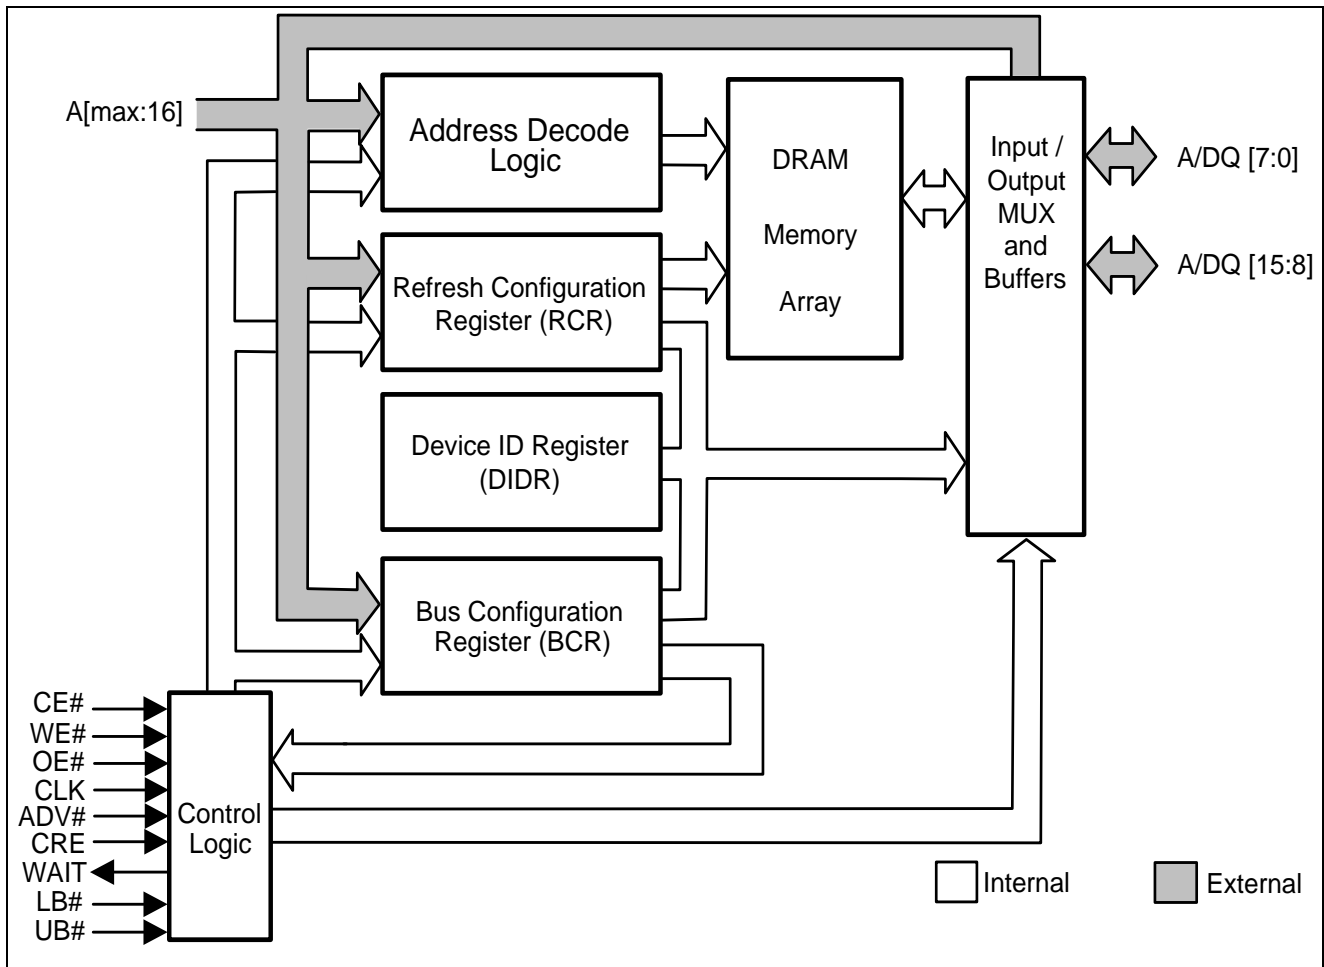 A[max:16]
Address Decode
Logic
DRAM
Memory
Array
Input /
Output
MUX
and
Buffers
A/DQ [7:0]
A/DQ [15:8]
Refresh Configuration
Register (RCR)
Device ID Register
(DIDR)
Bus Configuration
Register (BCR)
CE#
WE#
OE#
CLK
ADV#
CRE
WAIT
LB#
UB#
Control
Logic
Internal
External